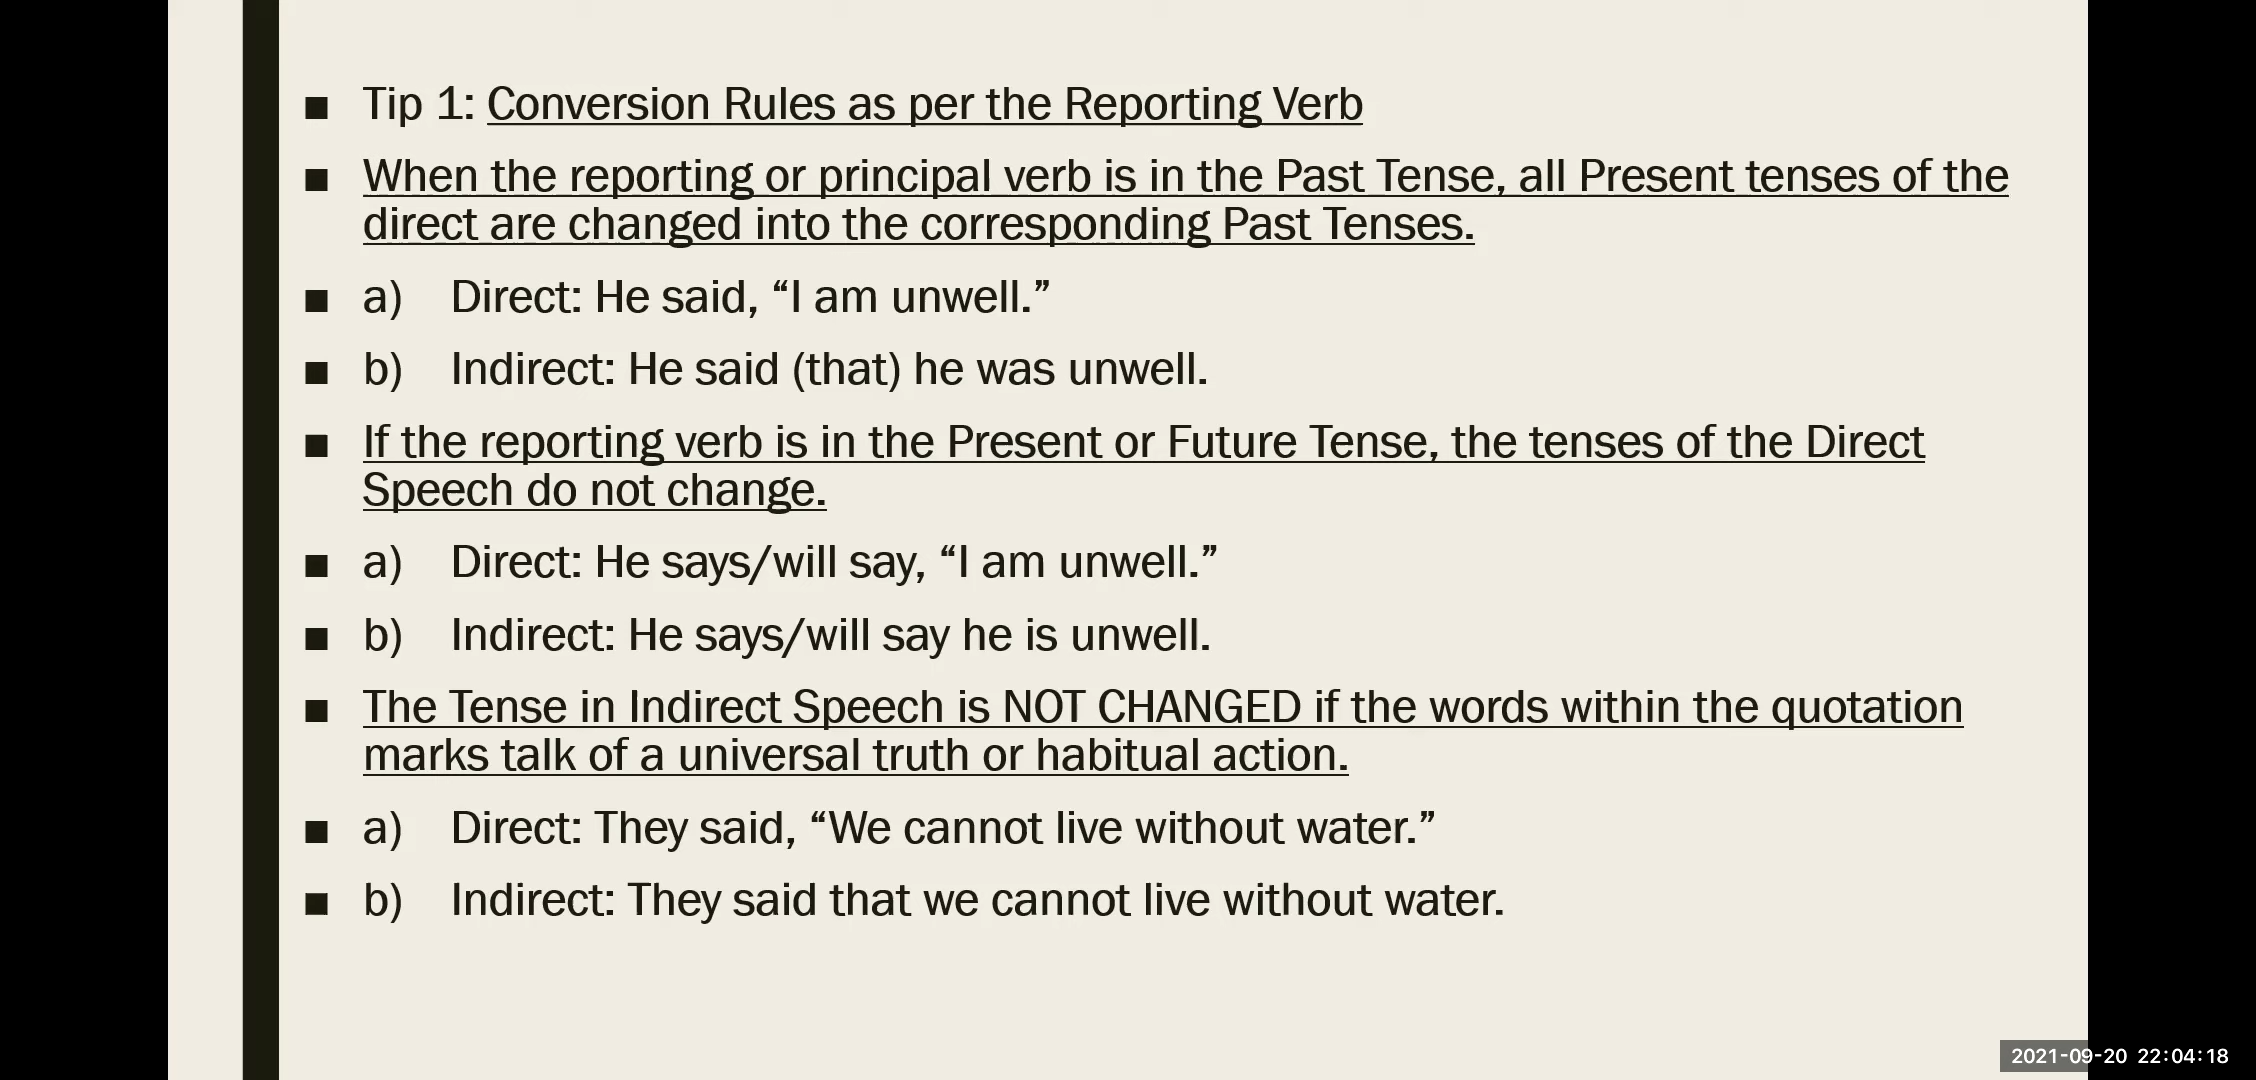 ■ Tip 1: Conversion Rules as per the Reporting Verb
■ When the reporting or principal verb is in the Past Tense, all Present tenses of the
direct are changed into the corresponding Past Tenses.
■ a) Direct: He said, “I am unwell.”
■ b) Indirect: He said (that) he was unwell.
■ If the reporting verb is in the Present or Future Tense, the tenses of the Direct
Speech do not change.
■ a) Direct: He says/will say, “I am unwell.”
■ b) Indirect: He says/will say he is unwell.
■ The Tense in Indirect Speech is NOT CHANGED if the words within the quotation
marks talk of a universal truth or habitual action.
■ a) Direct: They said, “We cannot live without water.”
■ b) Indirect: They said that we cannot live without water.
2021-09-20 22:04:18